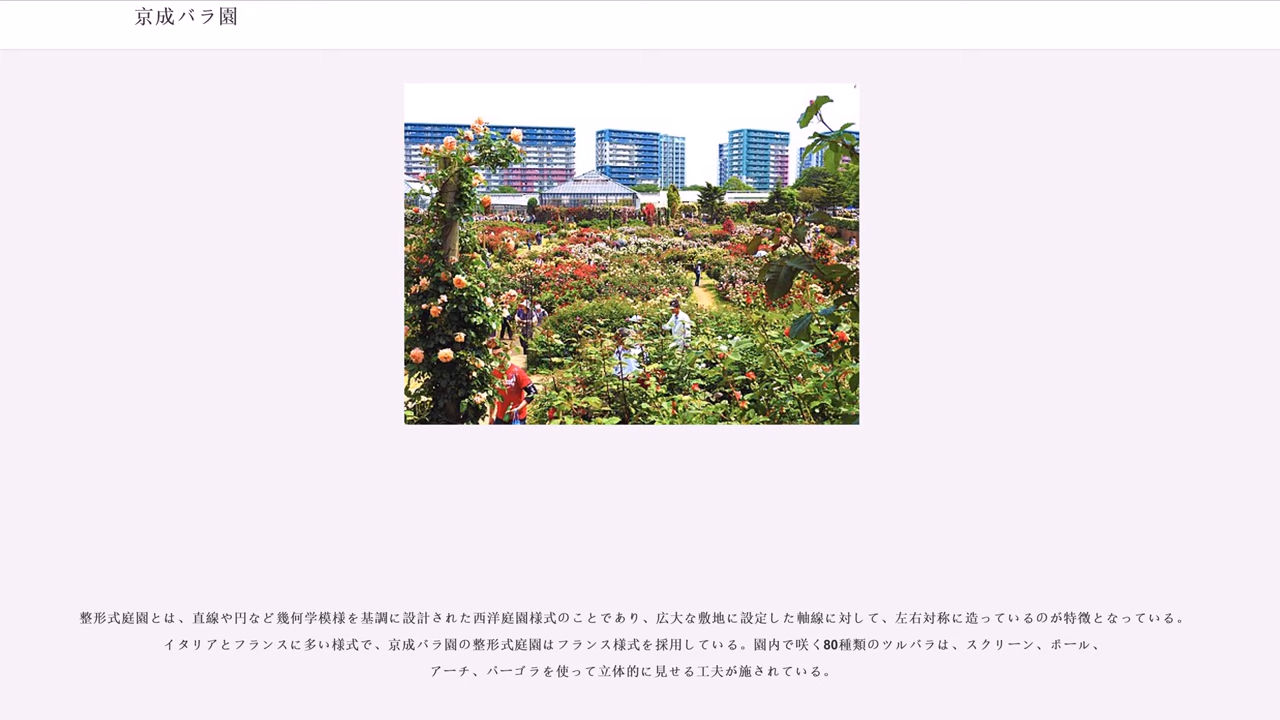 京成バラ園
整形式庭園とは、直線や円など幾何学模様を基調に設計された西洋庭園様式のことであり、広大な敷地に設定した軸線に対して、左右対称に造っているのが特徴となっている。
イタリアとフランスに多い様式で、京成バラ園の整形式庭園はフランス様式を採用している。園内で咲く80種類のツルバラは、スクリーン、ポール、
アーチ、パーゴラを使って立体的に見せる工夫が施されている。